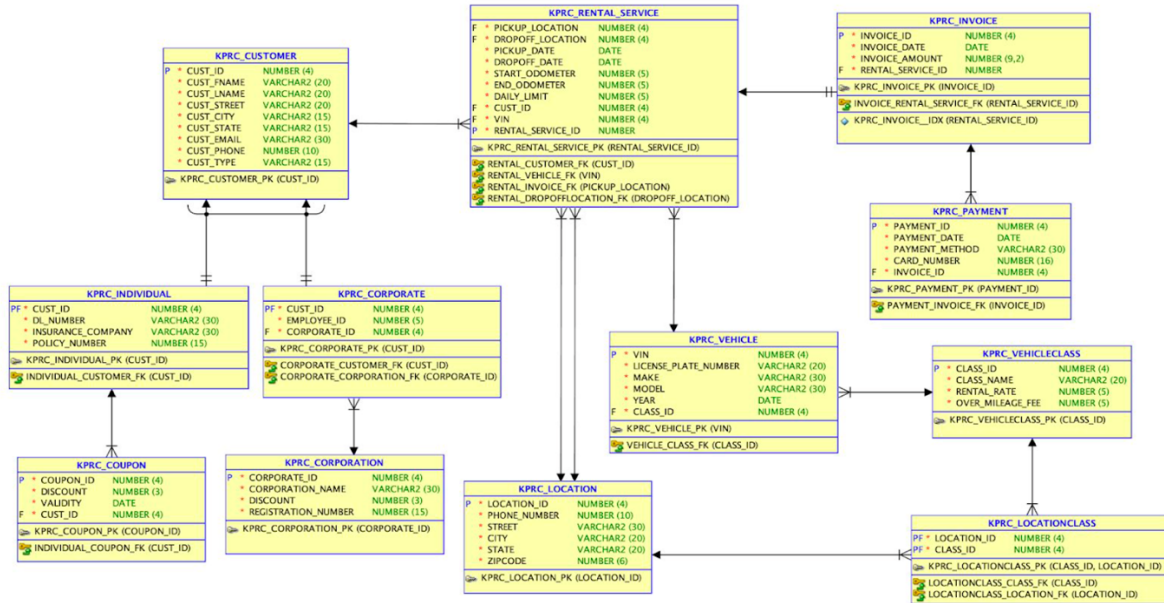 KPRC_RENTAL_SERVICE
F * PICKUP_LOCATION NUMBER (4)
F * DROPOFF_LOCATION NUMBER (4)
* PICKUP_DATE DATE
* DROPOFF_DATE DATE
* START_ODOMETER NUMBER (5)
* END_ODOMETER NUMBER (5)
* DAILY_LIMIT NUMBER (5)
F * CUST_ID NUMBER (4)
F * VIN NUMBER (4)
P * RENTAL_SERVICE_ID NUMBER
KPRC_RENTAL_SERVICE_PK (RENTAL_SERVICE_ID)
RENTAL_CUSTOMER_FK (CUST_ID)
RENTAL_VEHICLE_FK (VIN)
RENTAL_INVOICE_FK (PICKUP_LOCATION)
RENTAL_DROPOFFLOCATION_FK (DROPOFF_LOCATION)
KPRC_INVOICE
P * INVOICE_ID NUMBER (4)
* INVOICE_DATE DATE
* INVOICE_AMOUNT NUMBER (9,2)
F * RENTAL_SERVICE_ID NUMBER
KPRC_INVOICE_PK (INVOICE_ID)
INVOICE_RENTAL_SERVICE_FK (RENTAL_SERVICE_ID)
KPRC_INVOICE__IDX (RENTAL_SERVICE_ID)
KPRC_CUSTOMER
P * CUST_ID NUMBER (4)
* CUST_FNAME VARCHAR2 (20)
* CUST_LNAME VARCHAR2 (20)
* CUST_STREET VARCHAR2 (20)
* CUST_CITY VARCHAR2 (15)
* CUST_STATE VARCHAR2 (15)
* CUST_EMAIL VARCHAR2 (30)
* CUST_PHONE NUMBER (10)
* CUST_TYPE VARCHAR2 (15)
KPRC_CUSTOMER_PK (CUST_ID)
KPRC_PAYMENT
P * PAYMENT_ID NUMBER (4)
* PAYMENT_DATE DATE
* PAYMENT_METHOD VARCHAR2 (30)
* CARD_NUMBER NUMBER (16)
F * INVOICE_ID NUMBER (4)
KPRC_PAYMENT_PK (PAYMENT_ID)
PAYMENT_INVOICE_FK (INVOICE_ID)
KPRC_INDIVIDUAL
PF * CUST_ID NUMBER (4)
* DL_NUMBER VARCHAR2 (30)
* INSURANCE_COMPANY VARCHAR2 (30)
* POLICY_NUMBER NUMBER (15)
KPRC_INDIVIDUAL_PK (CUST_ID)
INDIVIDUAL_CUSTOMER_FK (CUST_ID)
KPRC_CORPORATE
PF * CUST_ID NUMBER (4)
* EMPLOYEE_ID NUMBER (5)
F * CORPORATE_ID NUMBER (4)
KPRC_CORPORATE_PK (CUST_ID)
CORPORATE_CUSTOMER_FK (CUST_ID)
CORPORATE_CORPORATION_FK (CORPORATE_ID)
KPRC_VEHICLE
P * VIN NUMBER (4)
* LICENSE_PLATE_NUMBER VARCHAR2 (20)
* MAKE VARCHAR2 (30)
* MODEL VARCHAR2 (30)
* YEAR DATE
F * CLASS_ID NUMBER (4)
KPRC_VEHICLE_PK (VIN)
VEHICLE_CLASS_FK (CLASS_ID)
KPRC_VEHICLECLASS
P * CLASS_ID NUMBER (4)
* CLASS_NAME VARCHAR2 (20)
* RENTAL_RATE NUMBER (5)
* OVER_MILEAGE_FEE NUMBER (5)
KPRC_VEHICLECLASS_PK (CLASS_ID)
KPRC_COUPON
P * COUPON_ID NUMBER (4)
* DISCOUNT NUMBER (3)
* VALIDITY DATE
F * CUST_ID NUMBER (4)
KPRC_COUPON_PK (COUPON_ID)
INDIVIDUAL_COUPON_FK (CUST_ID)
KPRC_CORPORATION
P * CORPORATE_ID NUMBER (4)
* CORPORATION_NAME VARCHAR2 (30)
* DISCOUNT NUMBER (3)
* REGISTRATION_NUMBER NUMBER (15)
KPRC_CORPORATION_PK (CORPORATE_ID)
KPRC_LOCATION
P * LOCATION_ID NUMBER (4)
* PHONE_NUMBER NUMBER (10)
* STREET VARCHAR2 (30)
* CITY VARCHAR2 (20)
* STATE VARCHAR2 (20)
* ZIPCODE NUMBER (6)
KPRC_LOCATION_PK (LOCATION_ID)
KPRC_LOCATIONCLASS
PF * LOCATION_ID NUMBER (4)
PF * CLASS_ID NUMBER (4)
KPRC_LOCATIONCLASS_PK (CLASS_ID, LOCATION_ID)
LOCATIONCLASS_CLASS_FK (CLASS_ID)
LOCATIONCLASS_LOCATION_FK (LOCATION_ID)